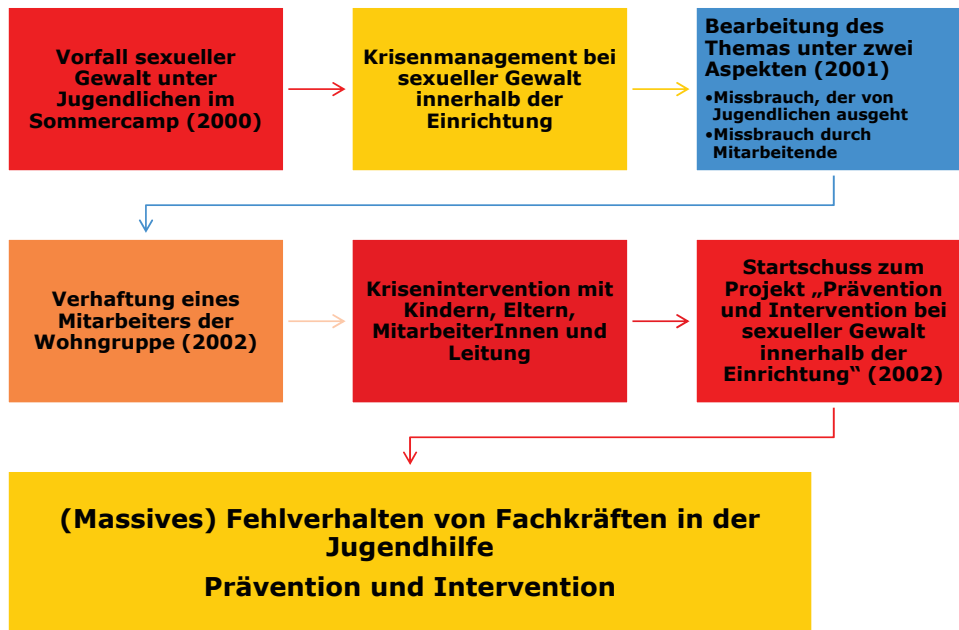 Vorfall sexueller
Gewalt unter
Jugendlichen im
Sommercamp (2000)
Krisenmanagement bei
sexueller Gewalt
innerhalb der
Einrichtung
Bearbeitung des
Themas unter zwei
Aspekten (2001)
•Missbrauch, der von
Jugendlichen ausgeht
•Missbrauch durch
Mitarbeitende
Verhaftung eines
Mitarbeiters der
Wohngruppe (2002)
Krisenintervention mit
Kindern, Eltern,
MitarbeiterInnen und
Leitung
Startschuss zum
Projekt „Prävention
und Intervention bei
sexueller Gewalt
innerhalb der
Einrichtung“ (2002)
(Massives) Fehlverhalten von Fachkräften in der
Jugendhilfe
Prävention und Intervention